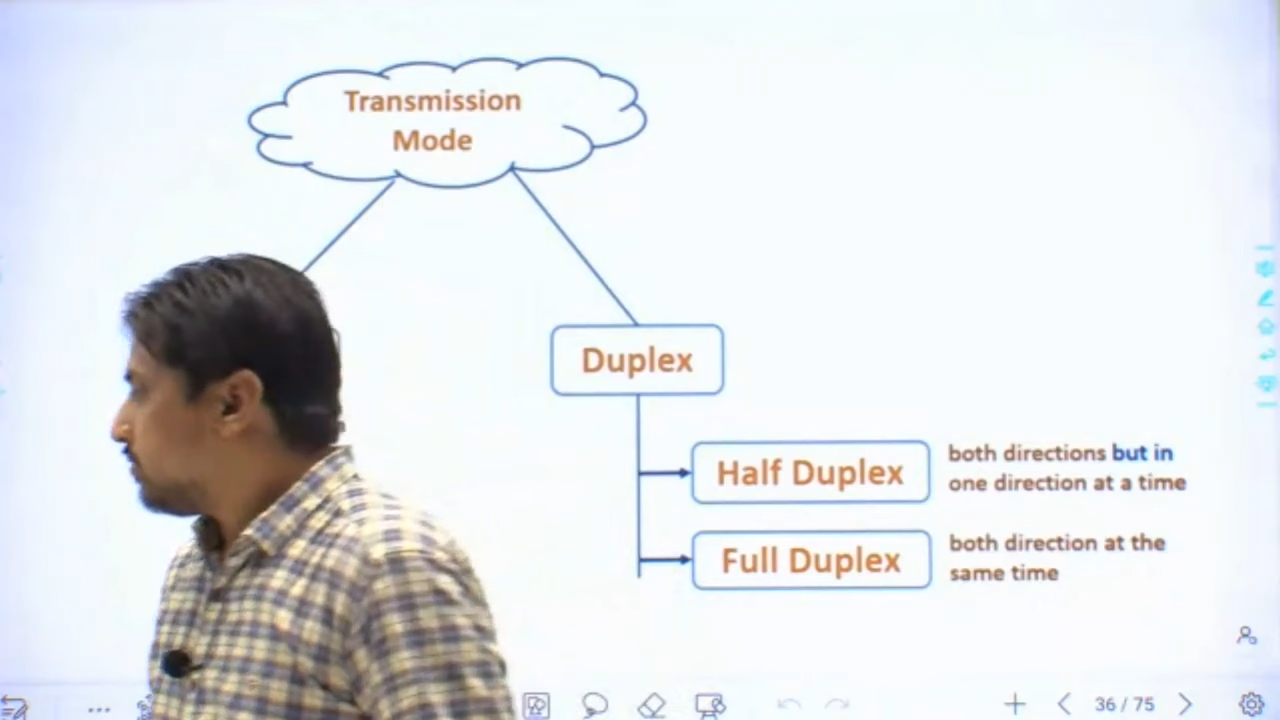 Transmission
Mode
Duplex
Half Duplex
both directions but in
one direction at a time
Full Duplex
both direction at the
same time
36 / 75